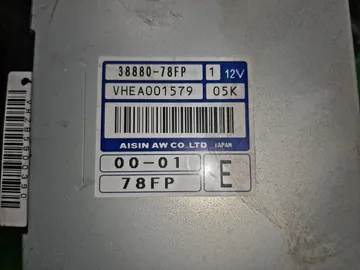 38880-78FP 1 12V
VHEA001579 05K
AISIN AW CO.,LTD JAPAN
00-01 E
78FP